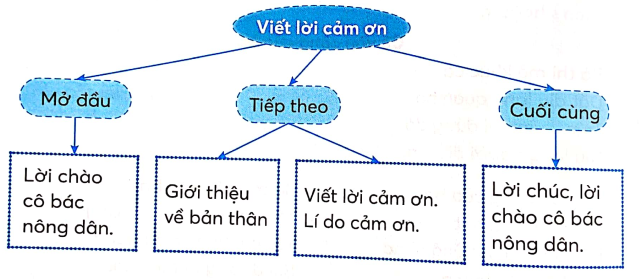 Viết lời cảm ơn
Mở đầu
Tiếp theo
Cuối cùng
Lời chào
cô bác
nông dân.
Giới thiệu
về bản thân
Viết lời cảm ơn.
Lí do cảm ơn.
Lời chúc, lời
chào cô bác
nông dân.